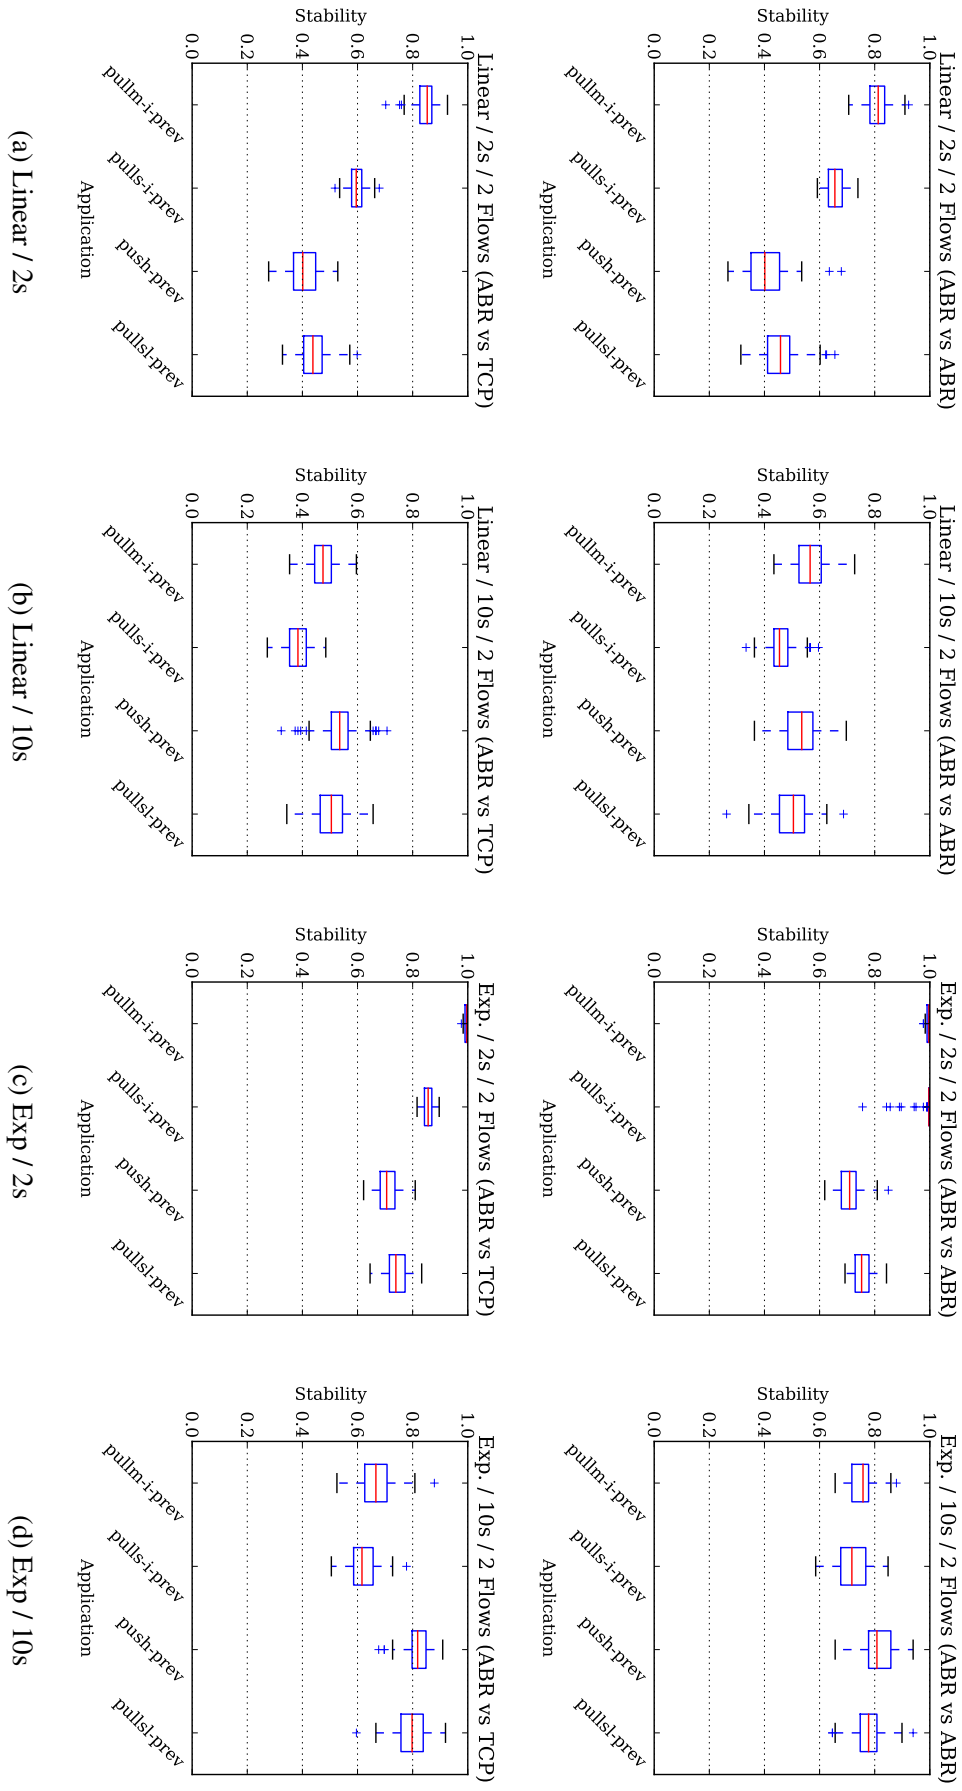 Linear / 2s / 2 Flows (ABR vs ABR)
Stability
1.0
0.8
0.6
0.4
0.2
0.0
pullm-i-prev
pulls-i-prev
push-prev
pullsl-prev
Application
Linear / 10s / 2 Flows (ABR vs ABR)
Stability
1.0
0.8
0.6
0.4
0.2
0.0
pullm-i-prev
pulls-i-prev
push-prev
pullsl-prev
Application
Exp. / 2s / 2 Flows (ABR vs ABR)
Stability
1.0
0.8
0.6
0.4
0.2
0.0
pullm-i-prev
pulls-i-prev
push-prev
pullsl-prev
Application
Exp. / 10s / 2 Flows (ABR vs ABR)
Stability
1.0
0.8
0.6
0.4
0.2
0.0
pullm-i-prev
pulls-i-prev
push-prev
pullsl-prev
Application
Linear / 2s / 2 Flows (ABR vs TCP)
Stability
1.0
0.8
0.6
0.4
0.2
0.0
pullm-i-prev
pulls-i-prev
push-prev
pullsl-prev
Application
Linear / 10s / 2 Flows (ABR vs TCP)
Stability
1.0
0.8
0.6
0.4
0.2
0.0
pullm-i-prev
pulls-i-prev
push-prev
pullsl-prev
Application
Exp. / 2s / 2 Flows (ABR vs TCP)
Stability
1.0
0.8
0.6
0.4
0.2
0.0
pullm-i-prev
pulls-i-prev
push-prev
pullsl-prev
Application
Exp. / 10s / 2 Flows (ABR vs TCP)
Stability
1.0
0.8
0.6
0.4
0.2
0.0
pullm-i-prev
pulls-i-prev
push-prev
pullsl-prev
Application
(a) Linear / 2s
(b) Linear / 10s
(c) Exp / 2s
(d) Exp / 10s